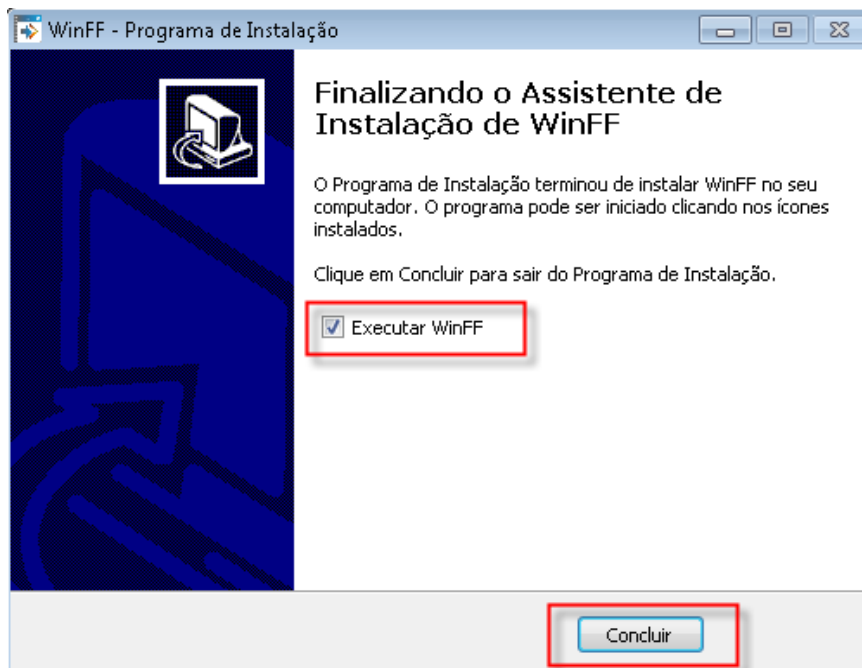 WinFF - Programa de Instalação
Finalizando o Assistente de
Instalação de WinFF
O Programa de Instalação terminou de instalar WinFF no seu
computador. O programa pode ser iniciado clicando nos ícones
instalados.
Clique em Concluir para sair do Programa de Instalação.
Executar WinFF
Concluir